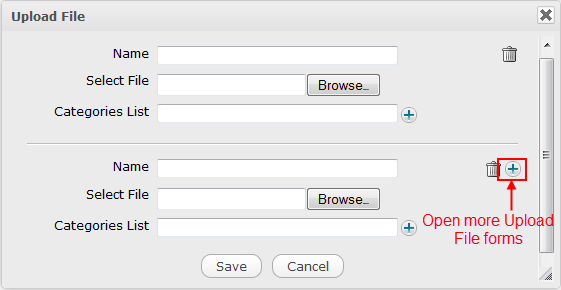 Upload File
Name
Select File
Browse...
Categories List
Name
Select File
Browse...
Categories List
Open more Upload
File forms
Save
Cancel